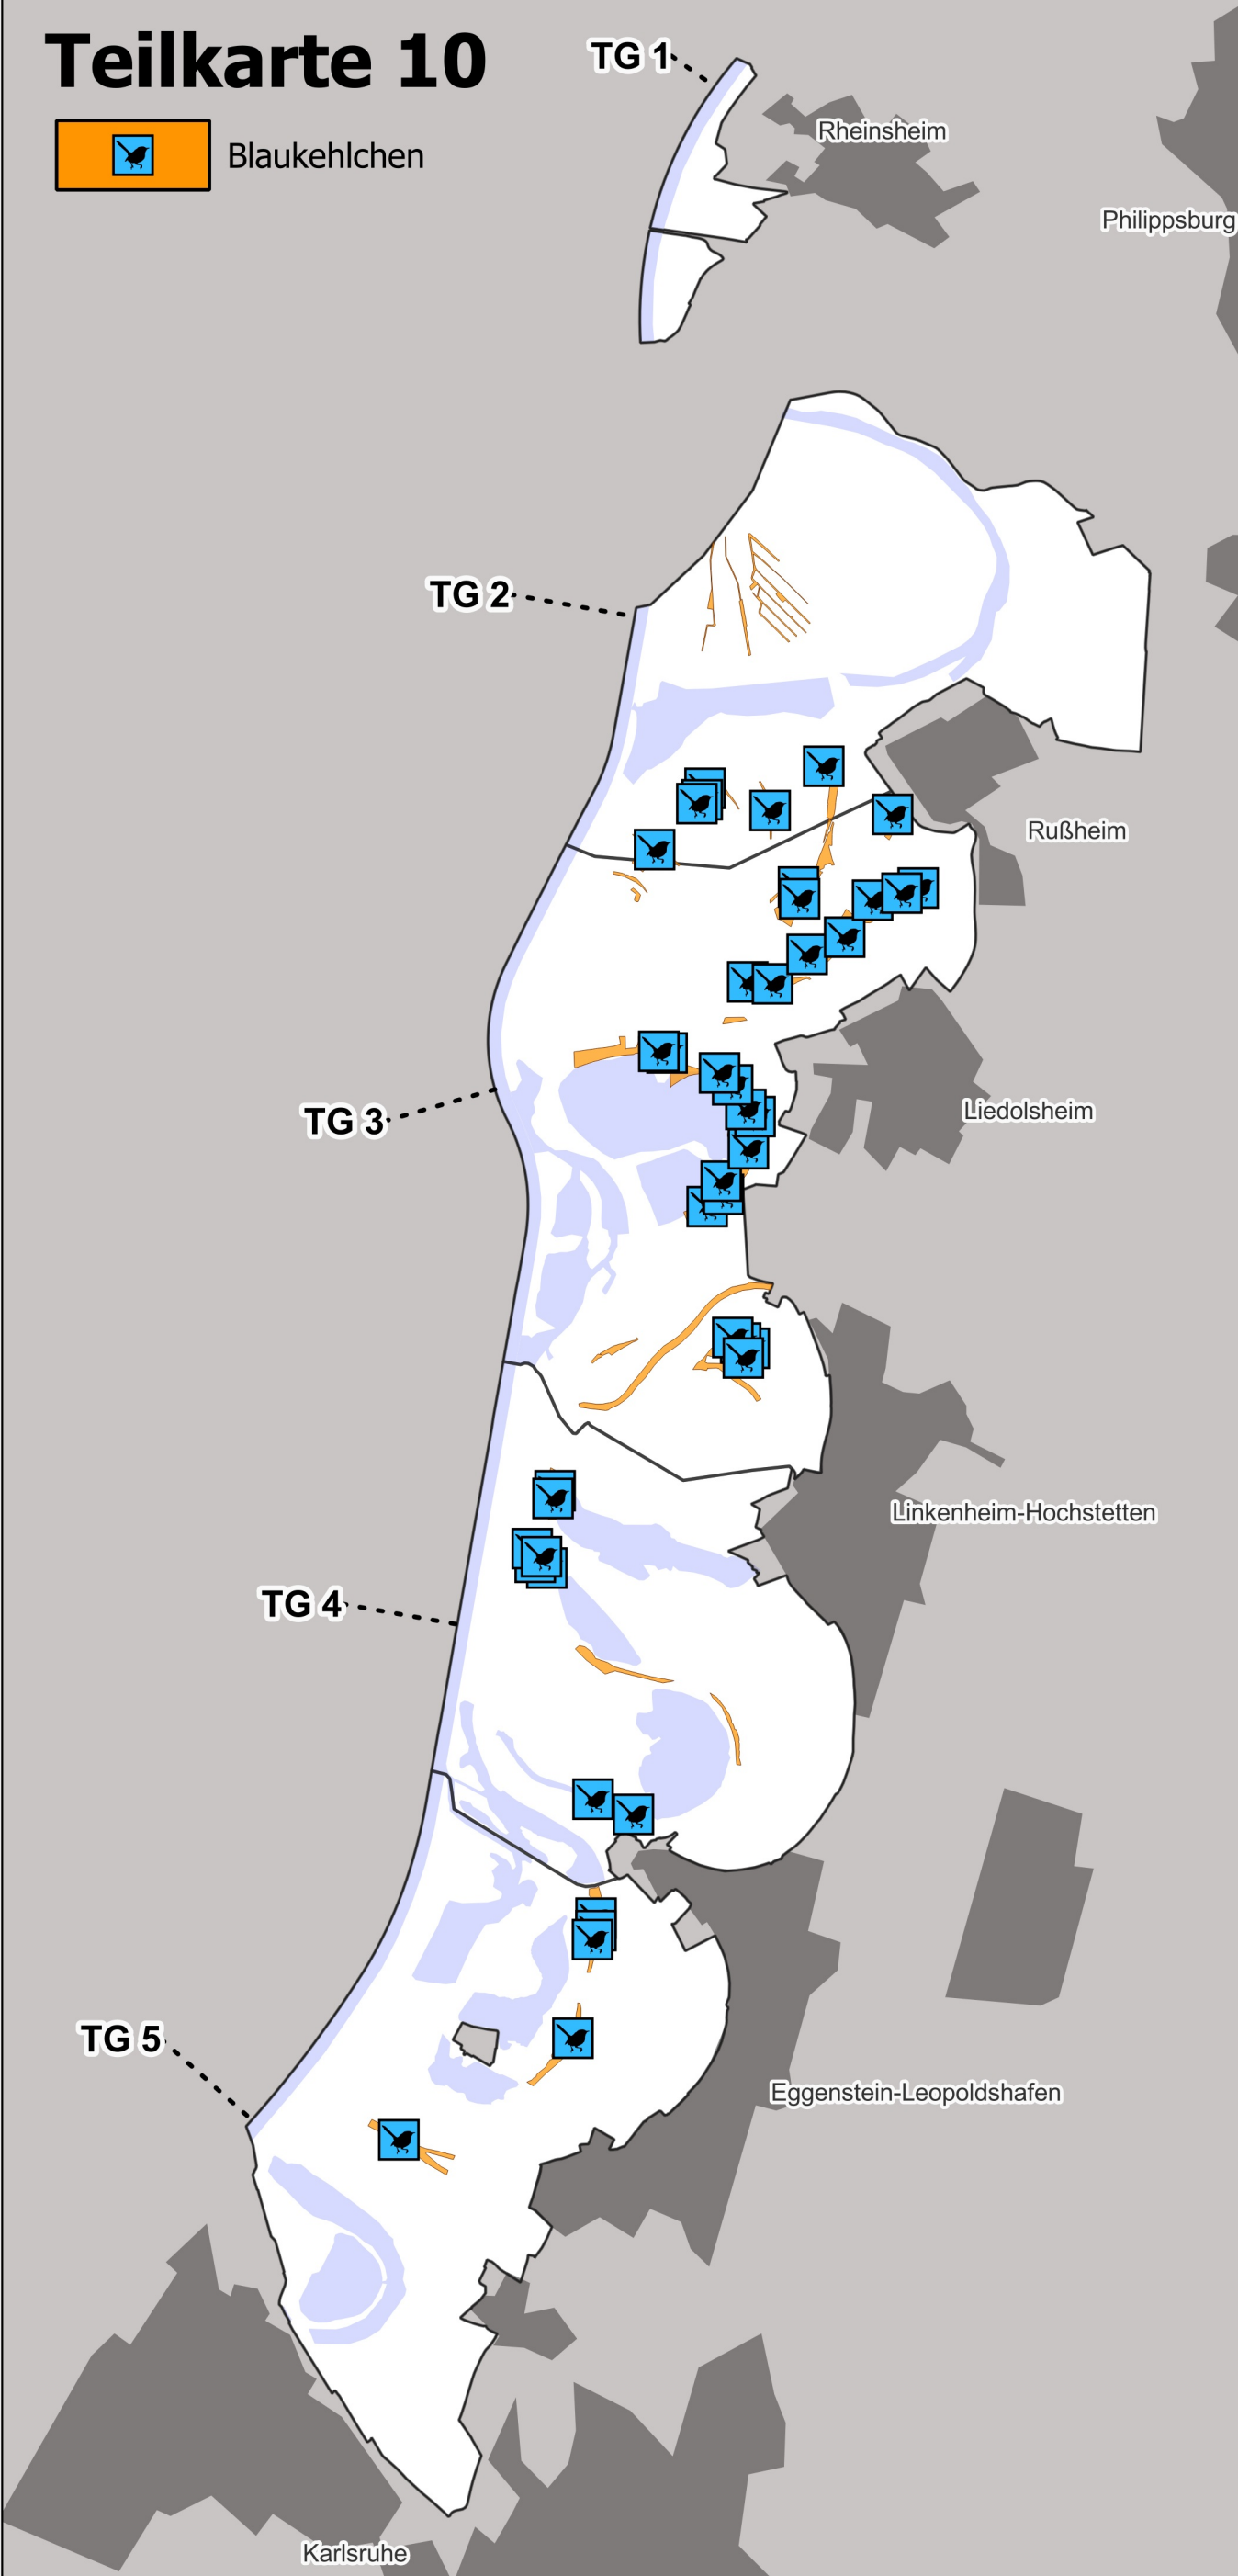 Teilkarte 10
Blaukehlchen
TG 1
Rheinsheim
Philippsburg
TG 2
Rußheim
TG 3
Liedolsheim
Linkenheim-Hochstetten
TG 4
TG 5
Eggenstein-Leopoldshafen
Karlsruhe